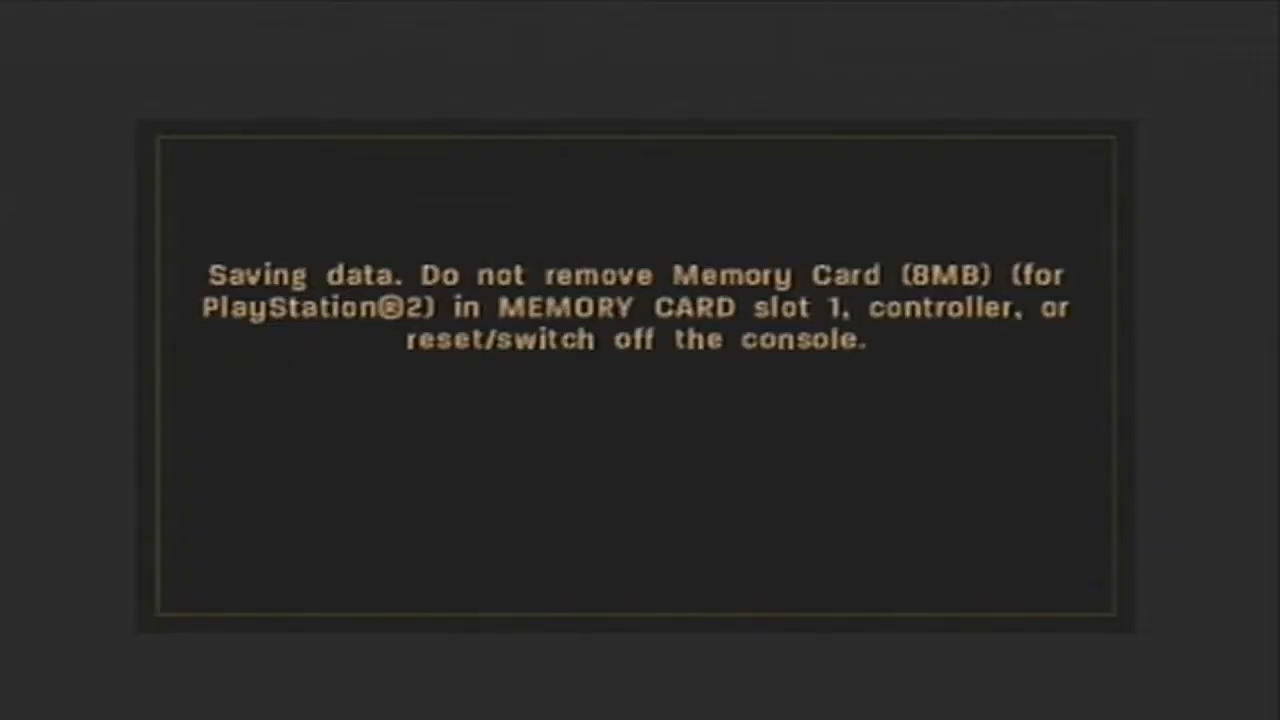 Saving data. Do not remove Memory Card (8MB) (for
PlayStation®2) in MEMORY CARD slot 1, controller, or
reset/switch off the console.